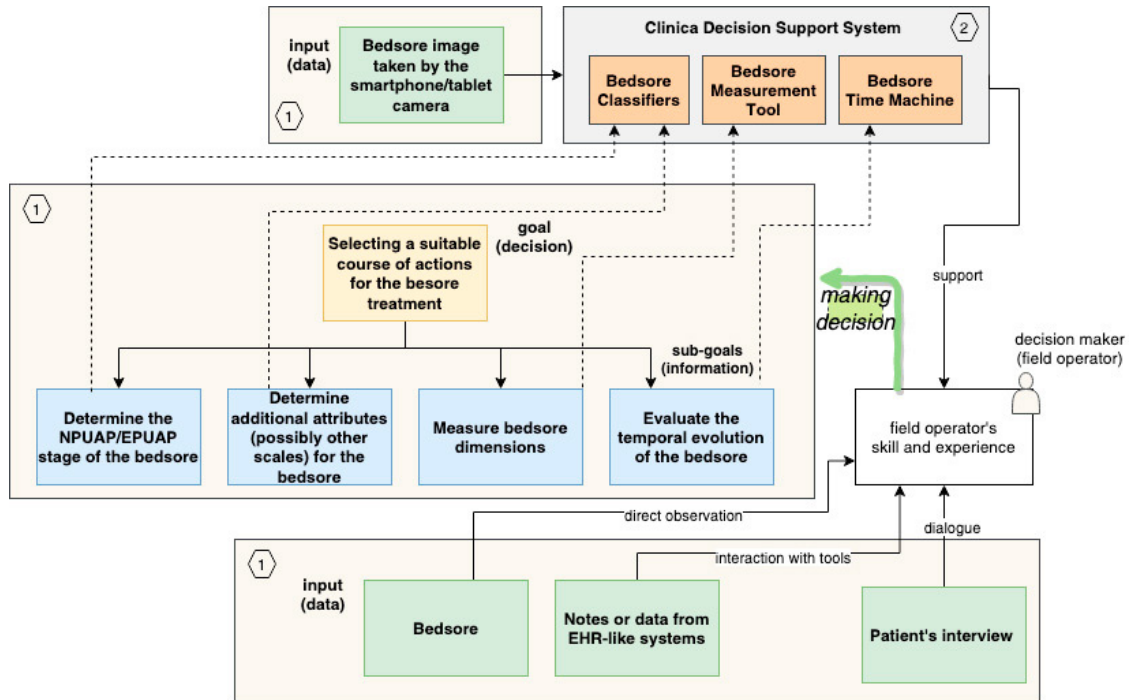 input
(data)
1
Bedsore image
taken by the
smartphone/tablet
camera
Clinica Decision Support System
2
Bedsore
Classifiers
Bedsore
Measurement
Tool
Bedsore
Time Machine
1
goal
(decision)
Selecting a suitable
course of actions
for the besore
treatment
support
making
decision
decision maker
(field operator)
sub-goals
(information)
Determine the
NPUAP/EPUAP
stage of the bedsore
Determine
additional attributes
(possibly other
scales) for the
bedsore
Measure bedsore
dimensions
Evaluate the
temporal evolution
of the bedsore
field operator's
skill and experience
direct observation
interaction with tools
dialogue
1
input
(data)
Bedsore
Notes or data from
EHR-like systems
Patient's interview